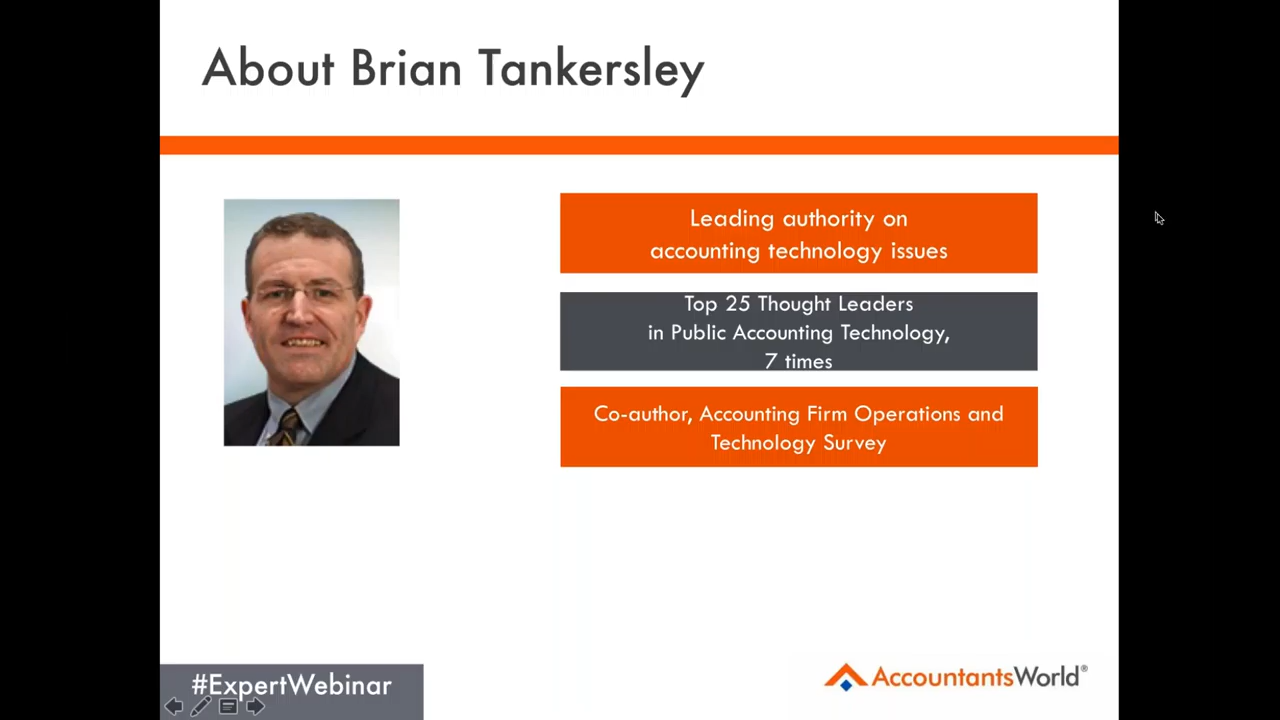 About Brian Tankersley
Leading authority on
accounting technology issues
Top 25 Thought Leaders
in Public Accounting Technology,
7 times
Co-author, Accounting Firm Operations and
Technology Survey
#ExpertWebinar
AccountantsWorld®